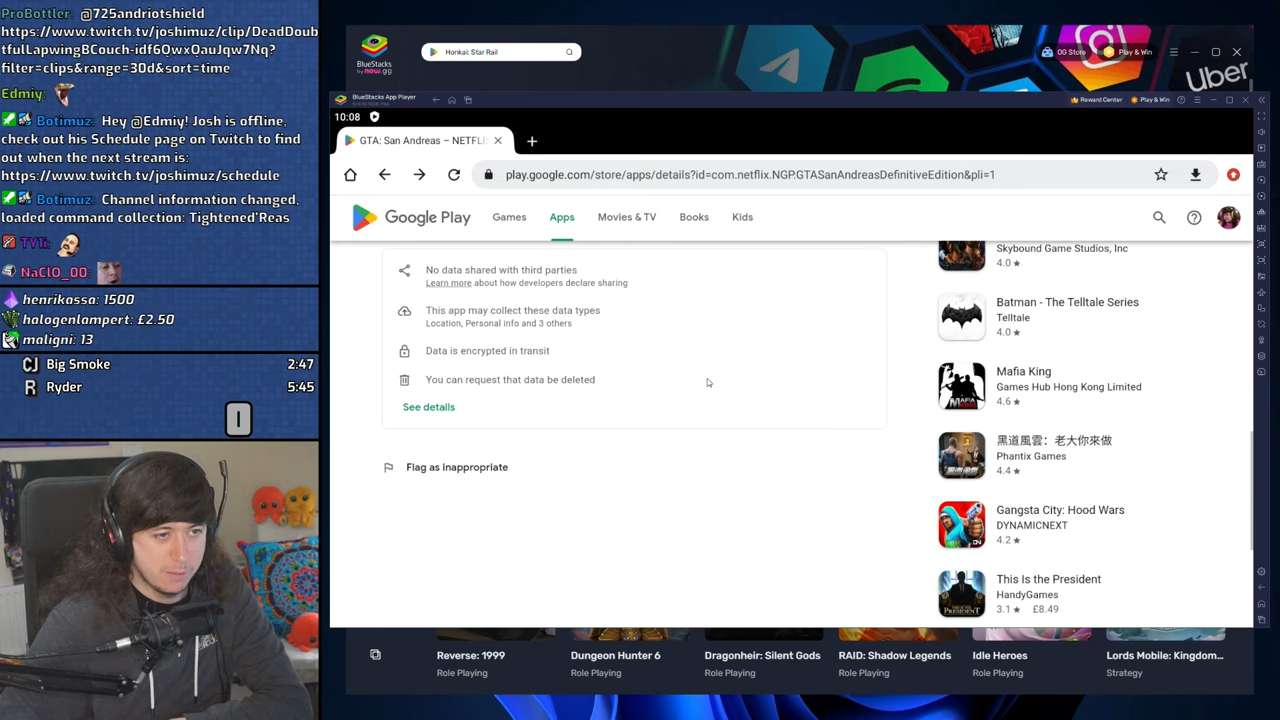 ProBottler: @725andriotshield
https://www.twitch.tv/joshimuz/clip/DeadDoub
tfulLapwingBCouch-idf6OwxOauJqw7Nq?
filter=clips&range=30d&sort=time
Edmiy:
Botimuz: Hey @Edmiy! Josh is offline,
check out his Schedule page on Twitch to find
out when the next stream is:
https://www.twitch.tv/joshimuz/schedule
Botimuz: Channel information changed,
loaded command collection: Tightened'Reas
TYTi:
NaClO_OO:
henrikassa: 1500
halogenlampert: £2.50
maligni: 13
CJ Big Smoke 2:47
R Ryder 5:45
I
BlueStacks
by now.gg
Honkai: Star Rail
OG Store
Play & Win
Uber
BlueStacks App Player
Reward Center
Play & Win
10:08
GTA: San Andreas – NETFLI
play.google.com/store/apps/details?id=com.netflix.NGP.GTASanAndreasDefinitiveEdition&pli=1
Google Play
Games
Apps
Movies & TV
Books
Kids
No data shared with third parties
Learn more about how developers declare sharing
This app may collect these data types
Location, Personal info and 3 others
Data is encrypted in transit
You can request that data be deleted
See details
Flag as inappropriate
Skybound Game Studios, Inc
4.0 ★
Batman - The Telltale Series
Telltale
4.0 ★
Mafia King
Games Hub Hong Kong Limited
4.6 ★
黑道風雲：老大你來做
Phantix Games
4.4 ★
Gangsta City: Hood Wars
DYNAMICNEXT
4.2 ★
This Is the President
HandyGames
3.1 ★ £8.49
Reverse: 1999
Role Playing
Dungeon Hunter 6
Role Playing
Dragonheir: Silent Gods
Role Playing
RAID: Shadow Legends
Role Playing
Idle Heroes
Role Playing
Lords Mobile: Kingdom...
Strategy